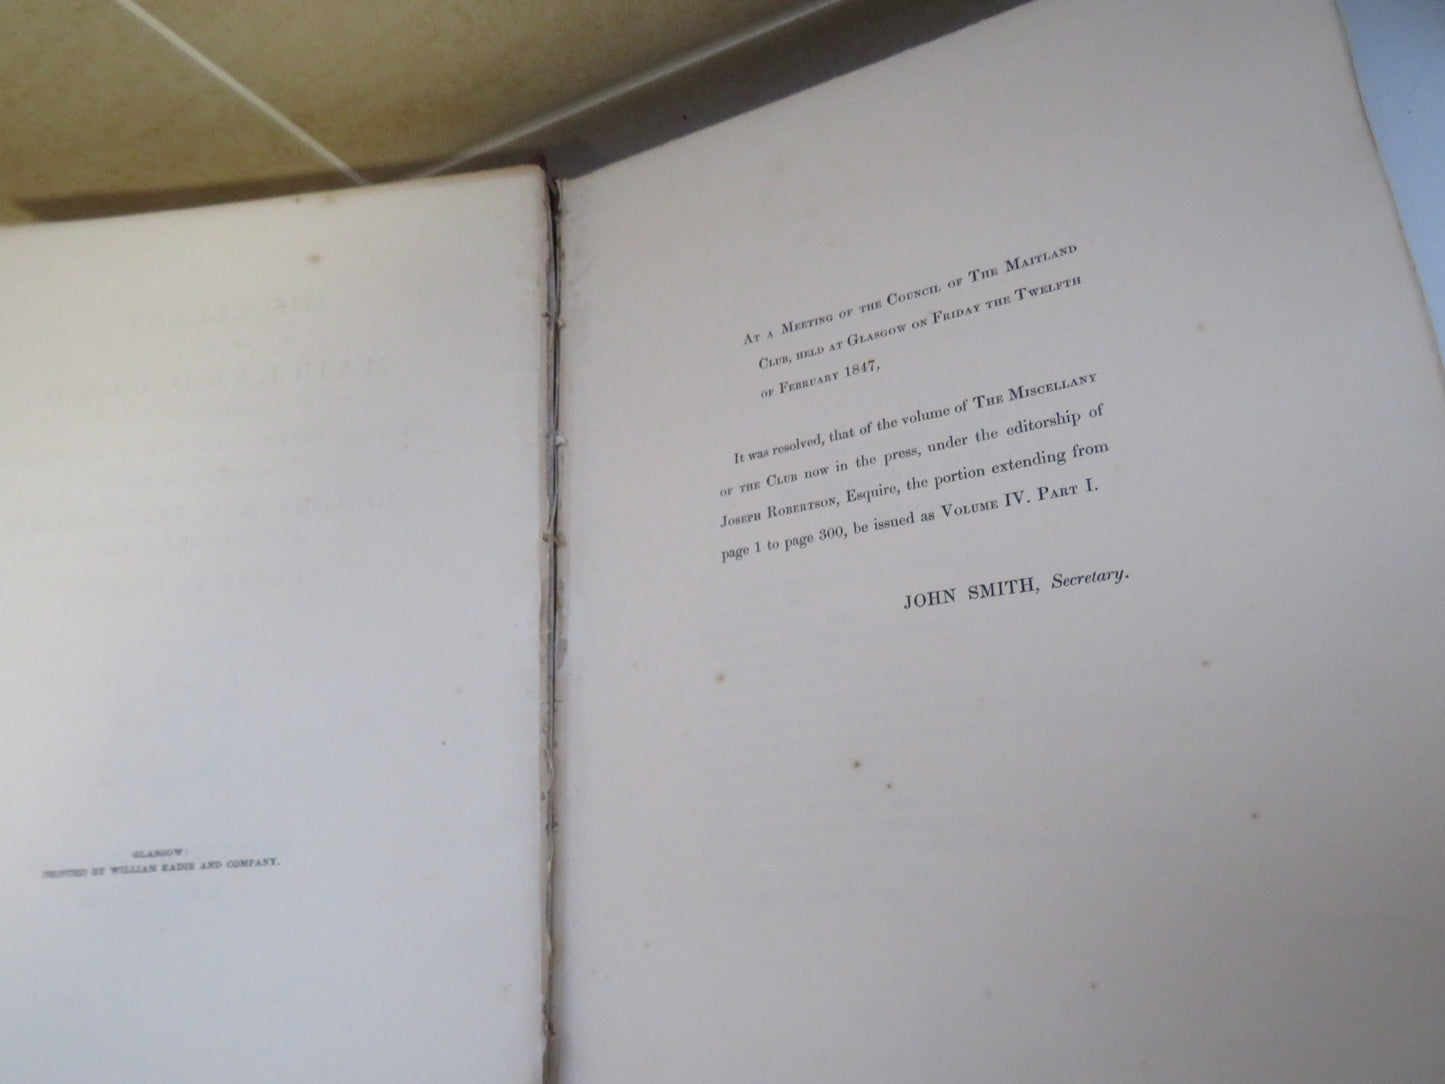 GLASGOW:
PRINTED BY WILLIAM EADIE AND COMPANY.
At a Meeting of the Council of The Maitland
Club, held at Glasgow on Friday the Twelfth
of February 1847,
It was resolved, that of the volume of The Miscellany
of the Club now in the press, under the editorship of
Joseph Robertson, Esquire, the portion extending from
page 1 to page 300, be issued as Volume IV. Part I.
JOHN SMITH, Secretary.